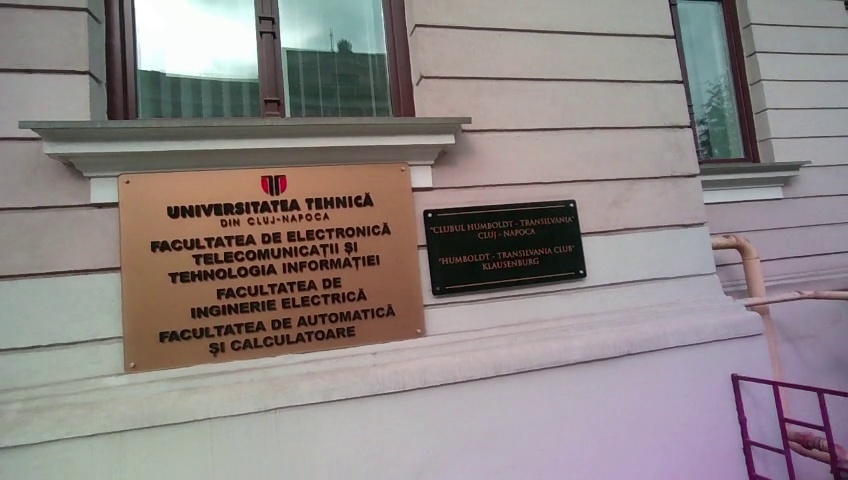 UNIVERSITATEA TEHNICĂ
DIN CLUJ-NAPOCA
FACULTATEA DE ELECTRONICĂ
TELECOMUNICAȚII ȘI
TEHNOLOGIA INFORMAȚIEI
FACULTATEA DE
INGINERIE ELECTRICĂ
FACULTATEA DE AUTOMATICĂ
ȘI CALCULATOARE
"CLUBUL HUMBOLDT - TRANSILVANIA"
CLUJ - NAPOCA
"HUMBOLDT - TRANSILVANIA CLUB"
KLAUSENBURG